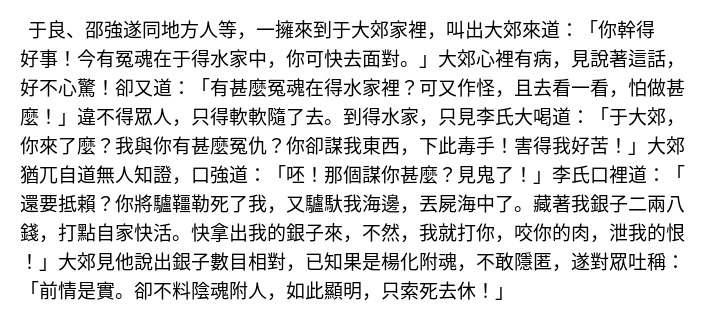 于良、邵強遂同地方人等，一擁來到于大郊家裡，叫出大郊來道：「你幹得
好事！今有冤魂在于得水家中，你可快去面對。」大郊心裡有病，見說著這話，
好不心驚！卻又道：「有甚麼冤魂在得水家裡？可又作怪，且去看一看，怕做甚
麼！」違不得眾人，只得軟軟隨了去。到得水家，只見李氏大喝道：「于大郊，
你來了麼？我與你有甚麼冤仇？你卻謀我東西，下此毒手！害得我好苦！」大郊
猶兀自道無人知證，口強道：「呸！那個謀你甚麼？見鬼了！」李氏口裡道：「
還要抵賴？你將驢韁勒死了我，又驢馱我海邊，丟屍海中了。藏著我銀子二兩八
錢，打點自家快活。快拿出我的銀子來，不然，我就打你，咬你的肉，泄我的恨
！」大郊見他說出銀子數目相對，已知果是楊化附魂，不敢隱匿，遂對眾吐稱：
「前情是實。卻不料陰魂附人，如此顯明，只索死去休！」